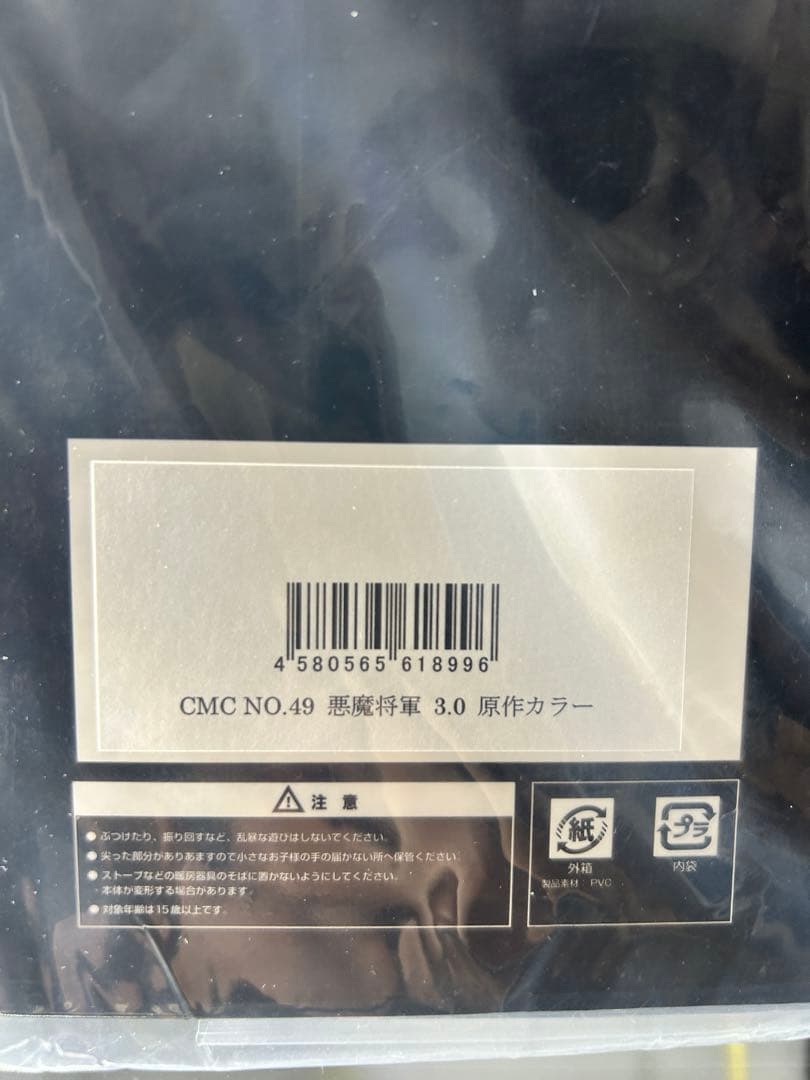 4 580565 618996
CMC NO.49 悪魔将軍 3.0 原作カラー
注意
● ぶつけたり、振り回すなど、乱暴な遊びはしないでください。
● 尖った部分がありあますので小さなお子様の手の届かない所へ保管ください。
● ストーブなどの暖房器具のそばに置かないようにしてください。
本体が変形する場合があります。
● 対象年齢は15歳以上です。
紙
外箱
プラ
内袋
製品素材：PVC